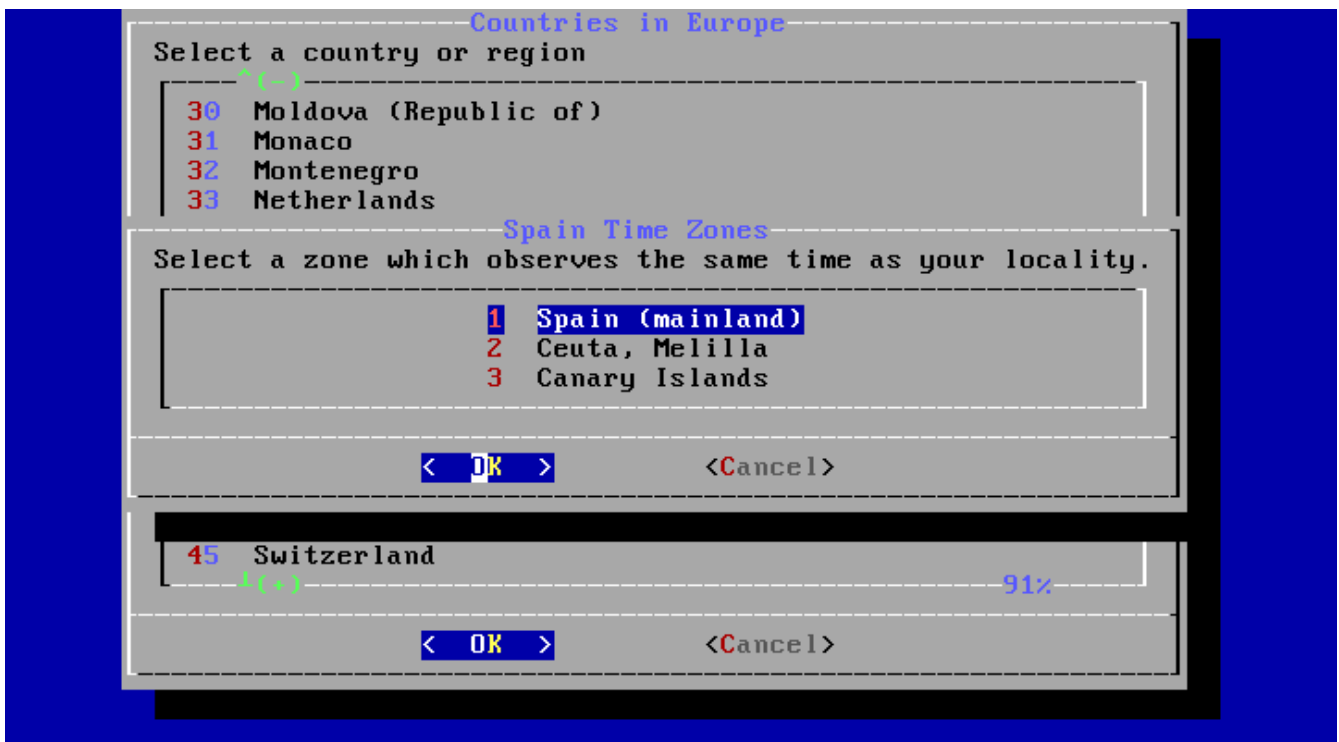 Countries in Europe
Select a country or region
^(-)
30 Moldova (Republic of)
31 Monaco
32 Montenegro
33 Netherlands
Spain Time Zones
Select a zone which observes the same time as your locality.
1 Spain (mainland)
2 Ceuta, Melilla
3 Canary Islands
< OK > <Cancel>
45 Switzerland
┴(+) 91%
< OK > <Cancel>